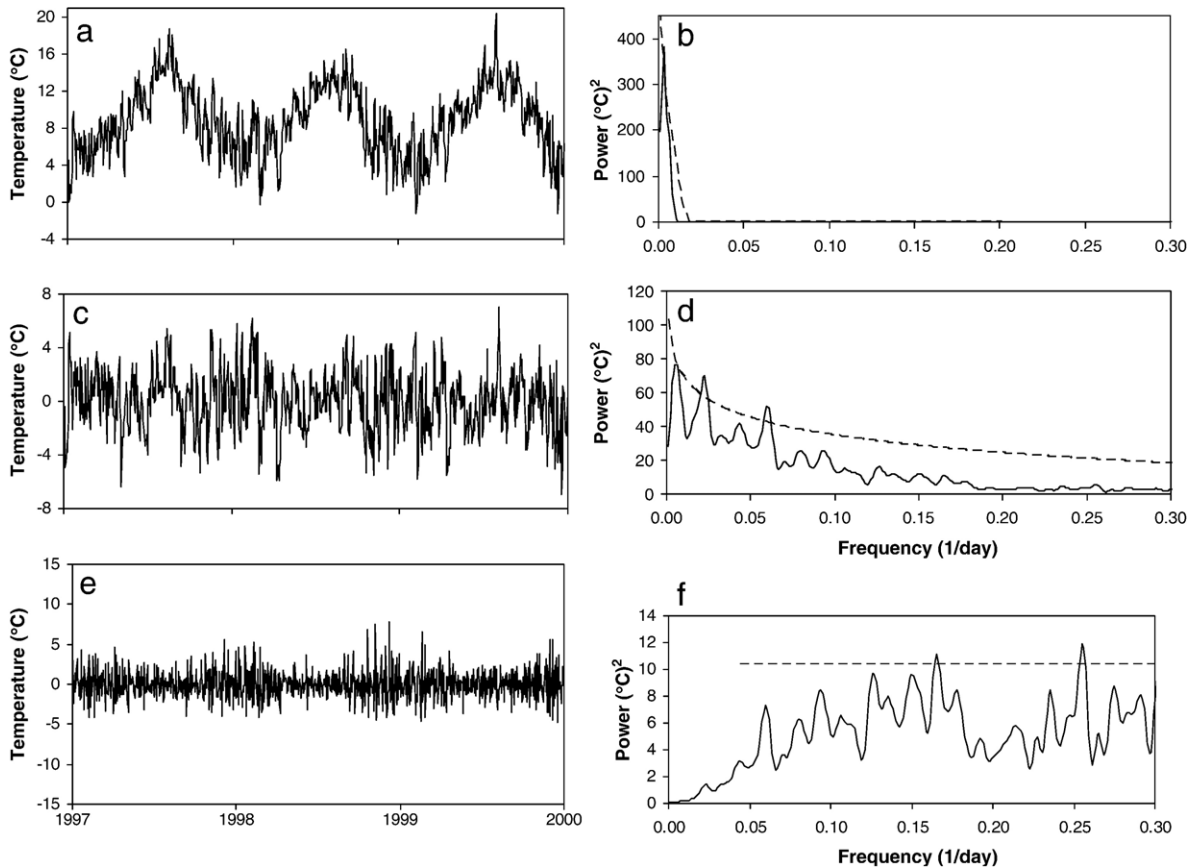 a
Temperature (°C)
20
16
12
8
4
0
-4
b
Power (°C)²
400
300
200
100
0
0.00 0.05 0.10 0.15 0.20 0.25 0.30
c
Temperature (°C)
8
4
0
-4
-8
d
Power (°C)²
120
100
80
60
40
20
0
0.00 0.05 0.10 0.15 0.20 0.25 0.30
Frequency (1/day)
e
Temperature (°C)
15
10
5
0
-5
-10
-15
1997 1998 1999 2000
f
Power (°C)²
14
12
10
8
6
4
2
0
0.00 0.05 0.10 0.15 0.20 0.25 0.30
Frequency (1/day)